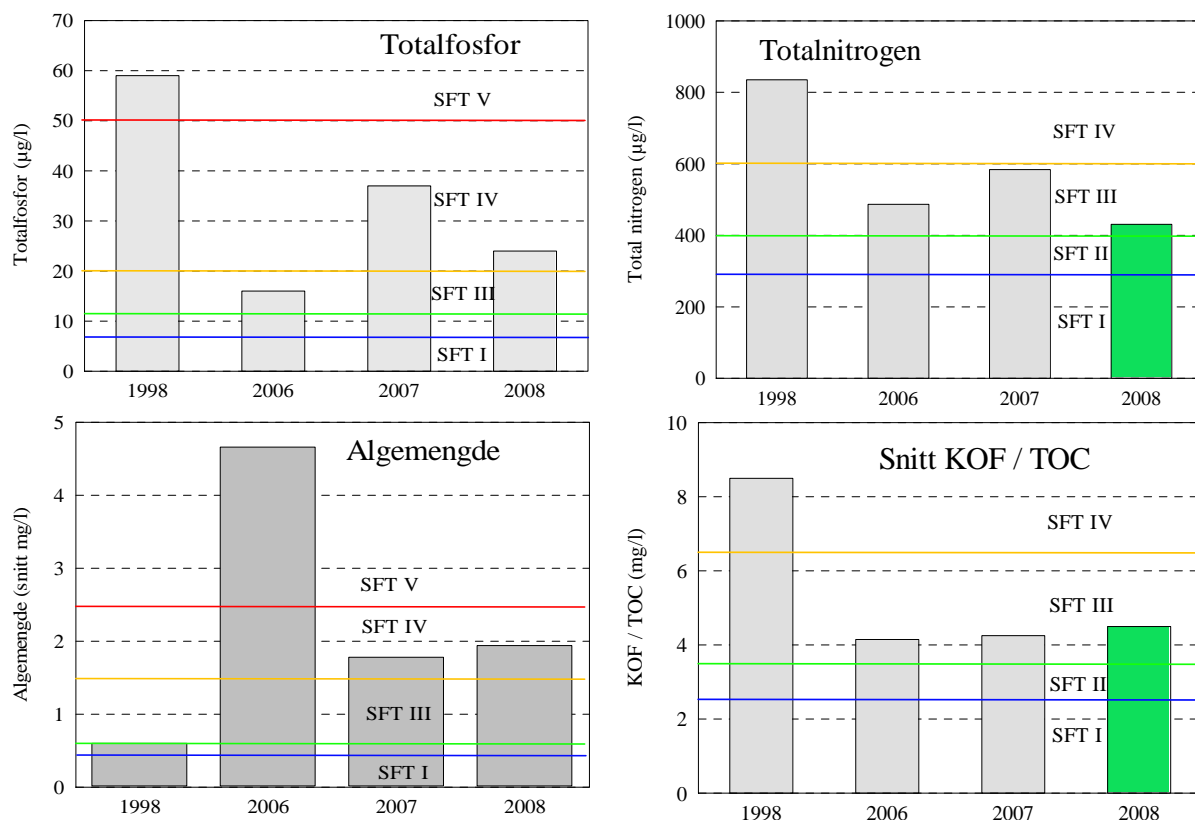 Totalfosfor
Totalfosfor (µg/l)
70
60
50
40
30
20
10
0
SFT V
SFT IV
SFT III
SFT I
1998 2006 2007 2008
Totalnitrogen
Total nitrogen (µg/l)
1000
800
600
400
200
0
SFT IV
SFT III
SFT II
SFT I
1998 2006 2007 2008
Algemengde
Algemengde (snitt mg/l)
5
4
3
2
1
0
SFT V
SFT IV
SFT III
SFT I
1998 2006 2007 2008
Snitt KOF / TOC
KOF / TOC (mg/l)
10
8
6
4
2
0
SFT IV
SFT III
SFT II
SFT I
1998 2006 2007 2008